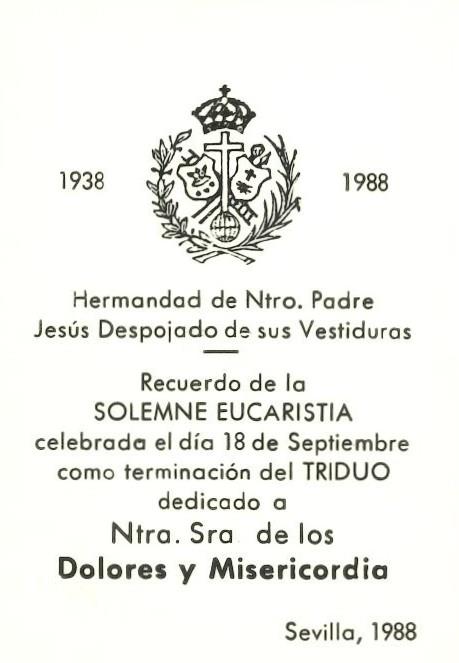 1938 1988
Hermandad de Ntro. Padre
Jesús Despojado de sus Vestiduras
Recuerdo de la
SOLEMNE EUCARISTIA
celebrada el día 18 de Septiembre
como terminación del TRIDUO
dedicado a
Ntra. Sra de los
Dolores y Misericordia
Sevilla, 1988